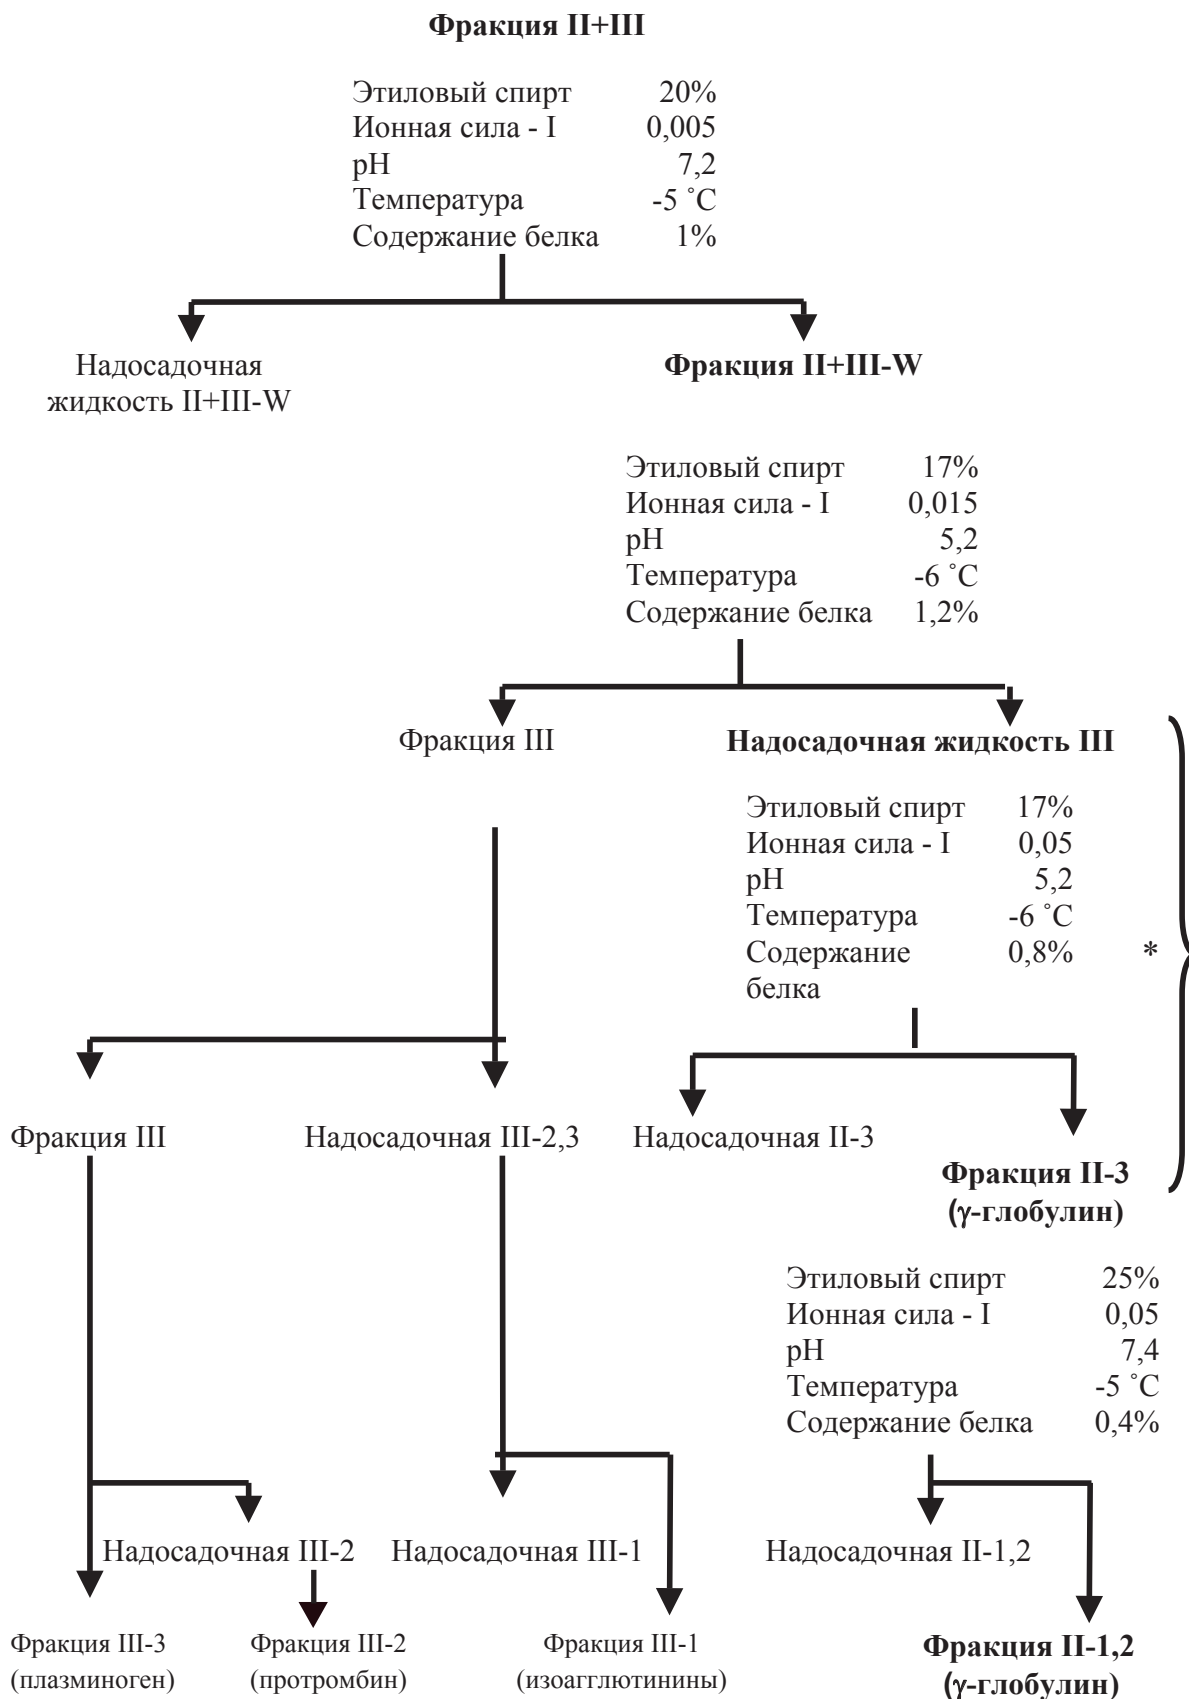 Фракция II+III
Этиловый спирт 20%
Ионная сила - I 0,005
pH 7,2
Температура -5 ˚C
Содержание белка 1%
Надосадочная
жидкость II+III-W
Фракция II+III-W
Этиловый спирт 17%
Ионная сила - I 0,015
pH 5,2
Температура -6 ˚C
Содержание белка 1,2%
Фракция III
Надосадочная жидкость III
Этиловый спирт 17%
Ионная сила - I 0,05
pH 5,2
Температура -6 ˚C
Содержание 0,8%
белка
*
Фракция III
Надосадочная III-2,3
Надосадочная II-3
Фракция II-3
(γ-глобулин)
Этиловый спирт 25%
Ионная сила - I 0,05
pH 7,4
Температура -5 ˚C
Содержание белка 0,4%
Надосадочная III-2
Надосадочная III-1
Надосадочная II-1,2
Фракция III-3
(плазминоген)
Фракция III-2
(протромбин)
Фракция III-1
(изоагглютинины)
Фракция II-1,2
(γ-глобулин)